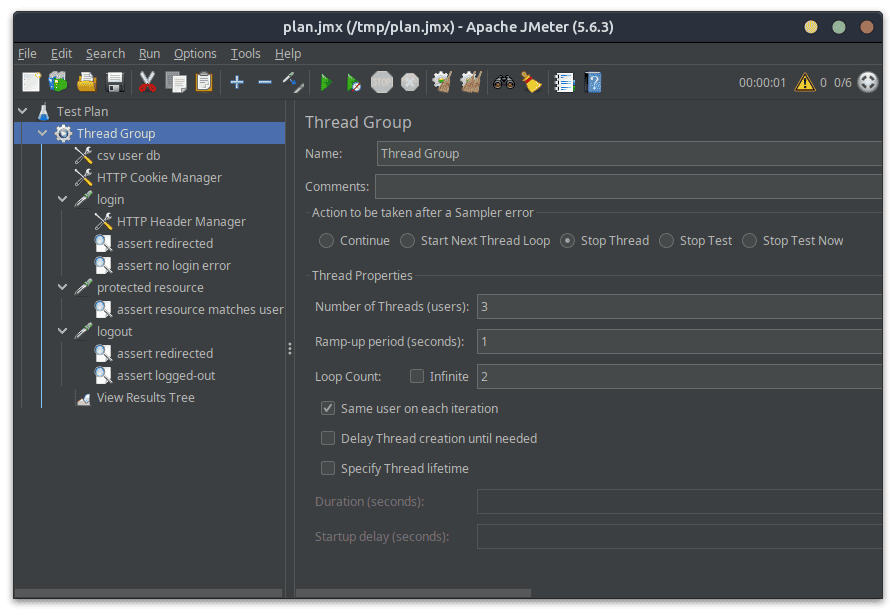 plan.jmx (/tmp/plan.jmx) - Apache JMeter (5.6.3)
File Edit Search Run Options Tools Help
STOP 00:00:01 0 0/6
Test Plan
Thread Group
csv user db
HTTP Cookie Manager
login
HTTP Header Manager
assert redirected
assert no login error
protected resource
assert resource matches user
logout
assert redirected
assert logged-out
View Results Tree
Thread Group
Name: Thread Group
Comments:
Action to be taken after a Sampler error
Continue Start Next Thread Loop Stop Thread Stop Test Stop Test Now
Thread Properties
Number of Threads (users): 3
Ramp-up period (seconds): 1
Loop Count: Infinite 2
Same user on each iteration
Delay Thread creation until needed
Specify Thread lifetime
Duration (seconds):
Startup delay (seconds):